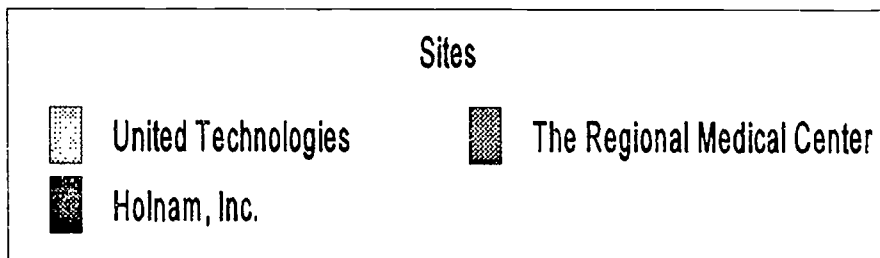 Sites
United Technologies
The Regional Medical Center
Holnam, Inc.